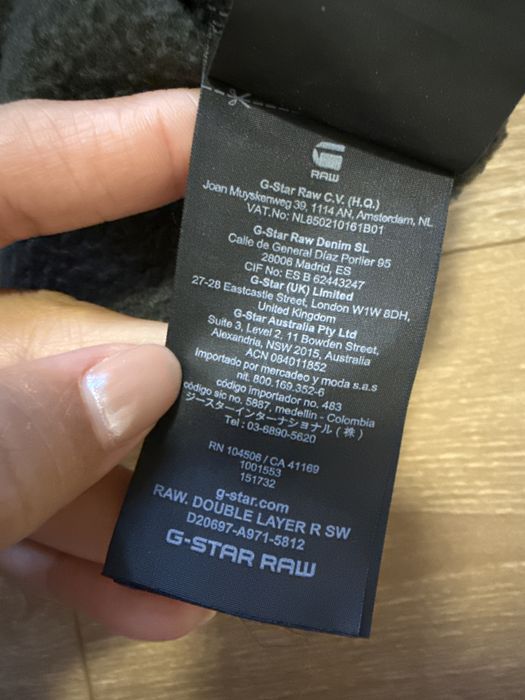 RAW
G-Star Raw C.V. (H.Q.)
Joan Muyskenweg 39, 1114 AN, Amsterdam, NL
VAT.No: NL850210161B01
G-Star Raw Denim SL
Calle de General Díaz Porlier 95
28006 Madrid, ES
CIF No: ES B 62443247
G-Star (UK) Limited
27-28 Eastcastle Street, London W1W 8DH,
United Kingdom
G-Star Australia Pty Ltd
Suite 3, Level 2, 11 Bowden Street,
Alexandria, NSW 2015, Australia
ACN 084011852
importado por mercadeo y moda s.a.s
nit. 800.169.352-6
código importador no. 483
código sic no. 5887, medellin - Colombia
ジースターインターナショナル（株）
Tel : 03-6890-5620
RN 104506 / CA 41169
1001553
151732
g-star.com
RAW. DOUBLE LAYER R SW
D20697-A971-5812
G-STAR RAW